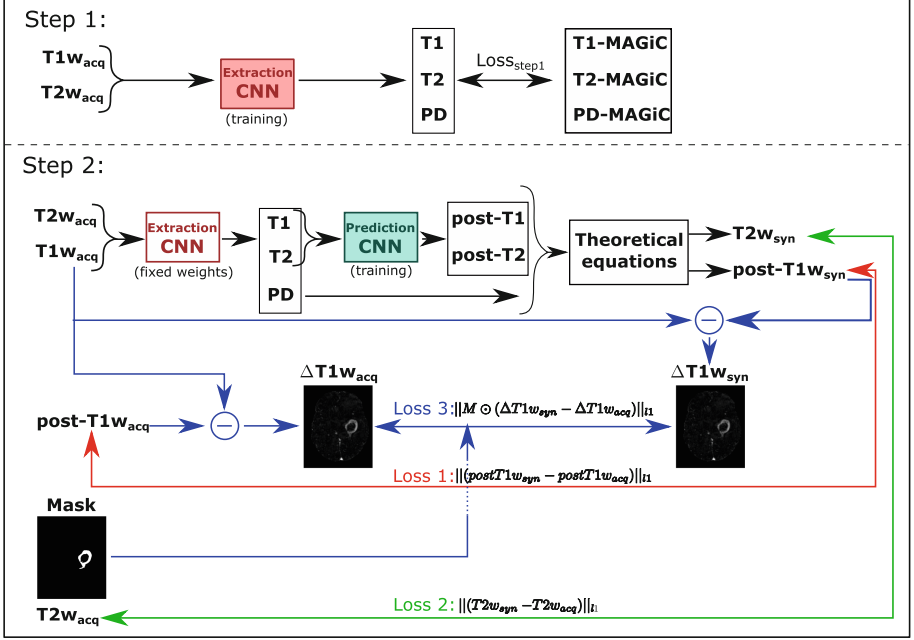 Step 1:
T1w_acq
T2w_acq
Extraction
CNN
(training)
T1
T2
PD
Loss_step1
T1-MAGiC
T2-MAGiC
PD-MAGiC
Step 2:
T2w_acq
T1w_acq
Extraction
CNN
(fixed weights)
T1
T2
PD
Prediction
CNN
(training)
post-T1
post-T2
Theoretical
equations
T2w_syn
post-T1w_syn
ΔT1w_acq
ΔT1w_syn
post-T1w_acq
Loss 3: ||M ⊙ (ΔT1w_syn − ΔT1w_acq)||_l1
Loss 1: ||(postT1w_syn − postT1w_acq)||_l1
Mask
T2w_acq
Loss 2: ||(T2w_syn − T2w_acq)||_l1